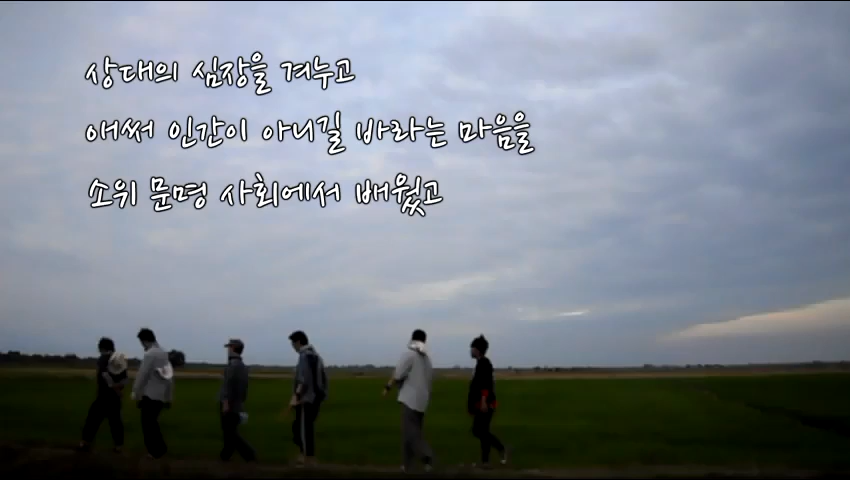 상대의 심장을 겨누고
애써 인간이 아니길 바라는 마음을
소위 문명 사회에서 배웠고